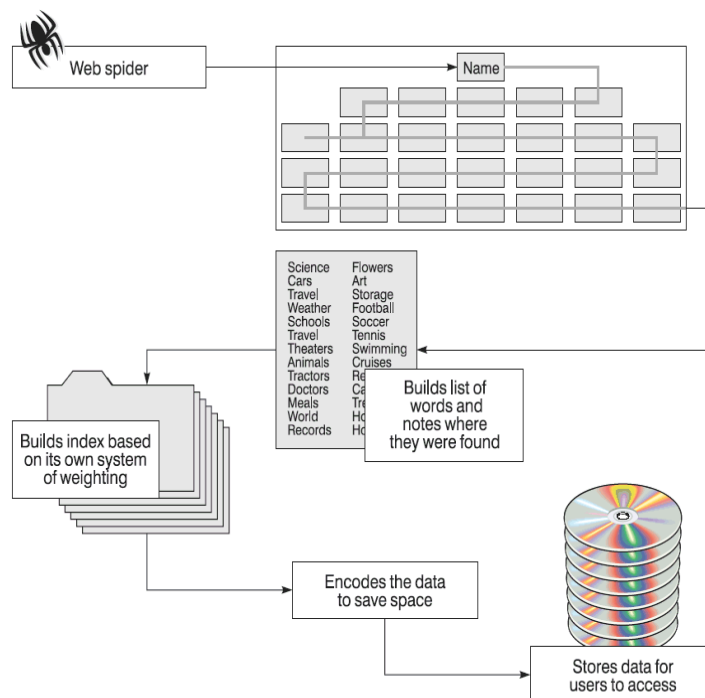 Web spider
Name
Science Flowers
Cars Art
Travel Storage
Weather Football
Schools Soccer
Travel Tennis
Theaters Swimming
Animals Cruises
Tractors
Doctors
Meals
World
Records
Builds list of
words and
notes where
they were found
Builds index based
on its own system
of weighting
Encodes the data
to save space
Stores data for
users to access